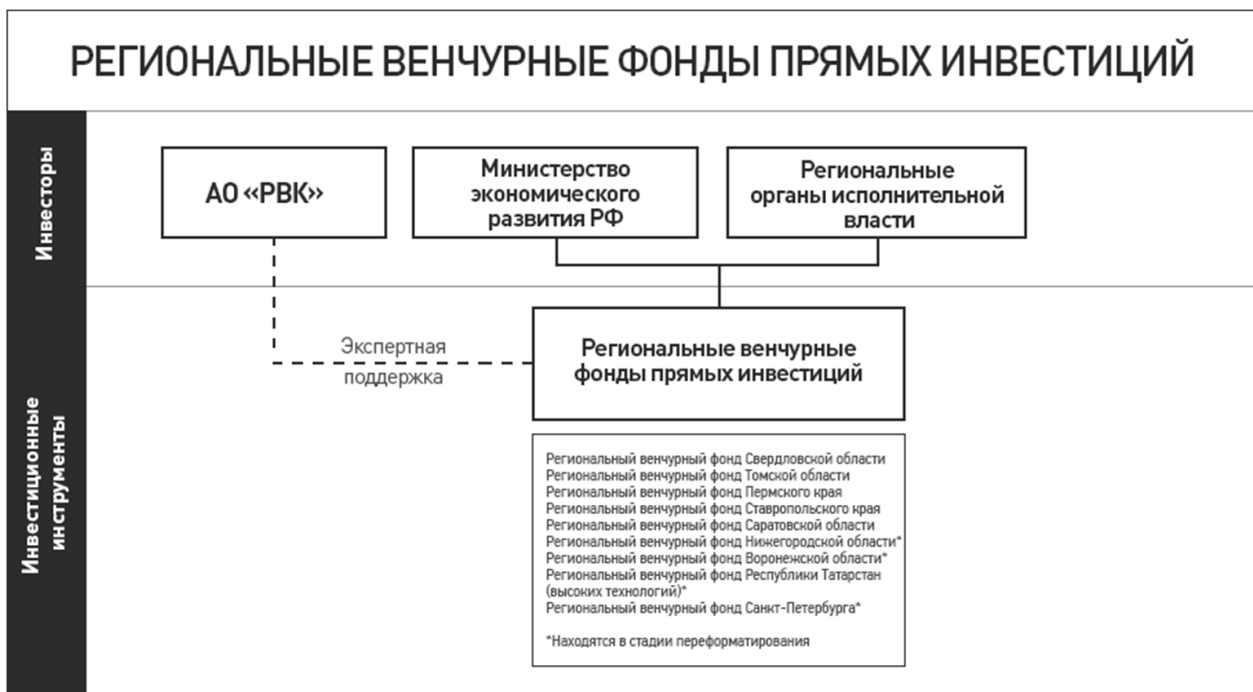 РЕГИОНАЛЬНЫЕ ВЕНЧУРНЫЕ ФОНДЫ ПРЯМЫХ ИНВЕСТИЦИЙ
Инвесторы
АО «РВК»
Министерство
экономического
развития РФ
Региональные
органы исполнительной
власти
Инвестиционные
инструменты
Экспертная
поддержка
Региональные венчурные
фонды прямых инвестиций
Региональный венчурный фонд Свердловской области
Региональный венчурный фонд Томской области
Региональный венчурный фонд Пермского края
Региональный венчурный фонд Ставропольского края
Региональный венчурный фонд Саратовской области
Региональный венчурный фонд Нижегородской области*
Региональный венчурный фонд Воронежской области*
Региональный венчурный фонд Республики Татарстан
(высоких технологий)*
Региональный венчурный фонд Санкт-Петербурга*
*Находятся в стадии переформатирования